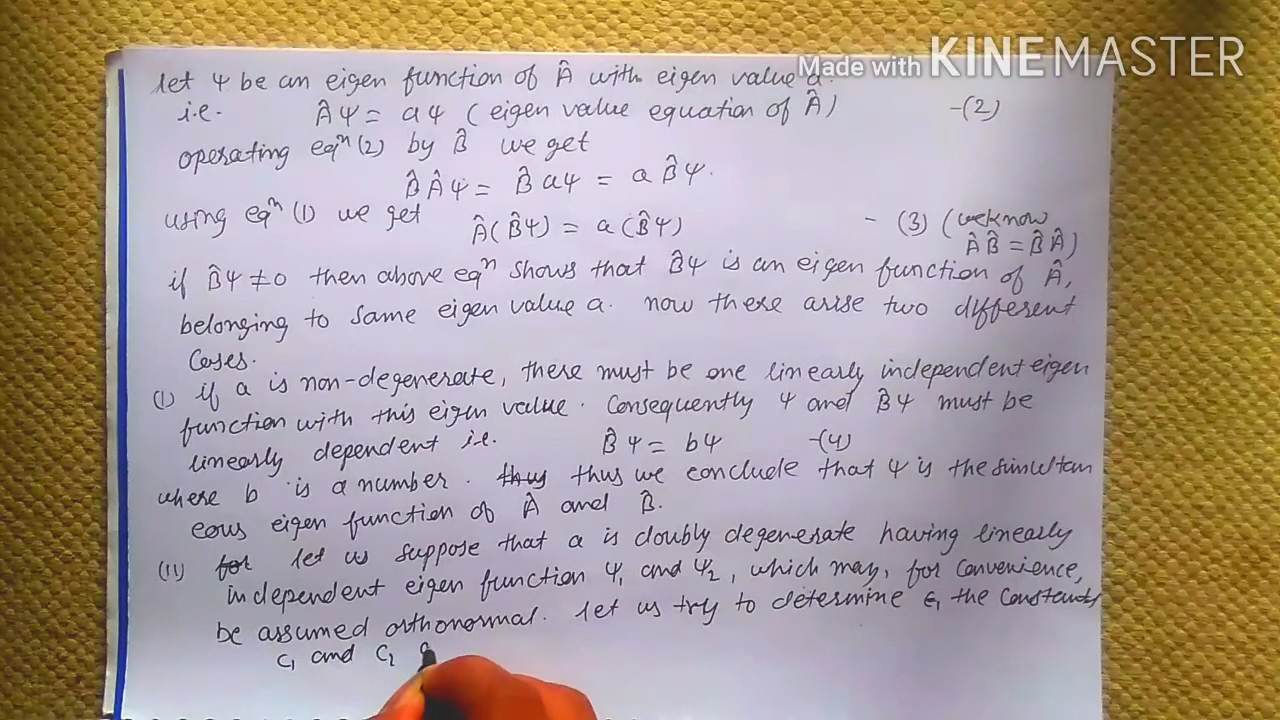 Made with KINEMASTER
let ψ be an eigen function of Â with eigen value a.
i.e. Âψ = aψ (eigen value equation of Â) -(2)
operating eqⁿ (2) by B̂ we get
B̂Âψ = B̂aψ = aB̂ψ.
using eqⁿ (1) we get Â(B̂ψ) = a(B̂ψ) - (3) (we know
ÂB̂ = B̂Â)
if B̂ψ ≠ 0 then above eqⁿ shows that B̂ψ is an eigen function of Â,
belonging to same eigen value a. now there arise two different
Cases.
(I) if a is non-degenerate, there must be one linearly independent eigen
function with this eigen value. Consequently ψ and B̂ψ must be
linearly dependent i.e. B̂ψ = bψ -(4)
where b is a number. thus thus we conclude that ψ is the simultan
eous eigen function of Â and B̂.
(II) for let us suppose that a is doubly degenerate having linearly
independent eigen function ψ₁ and ψ₂, which may, for convenience,
be assumed orthonormal. let us try to determine c₁ the constants
c₁ and c₂